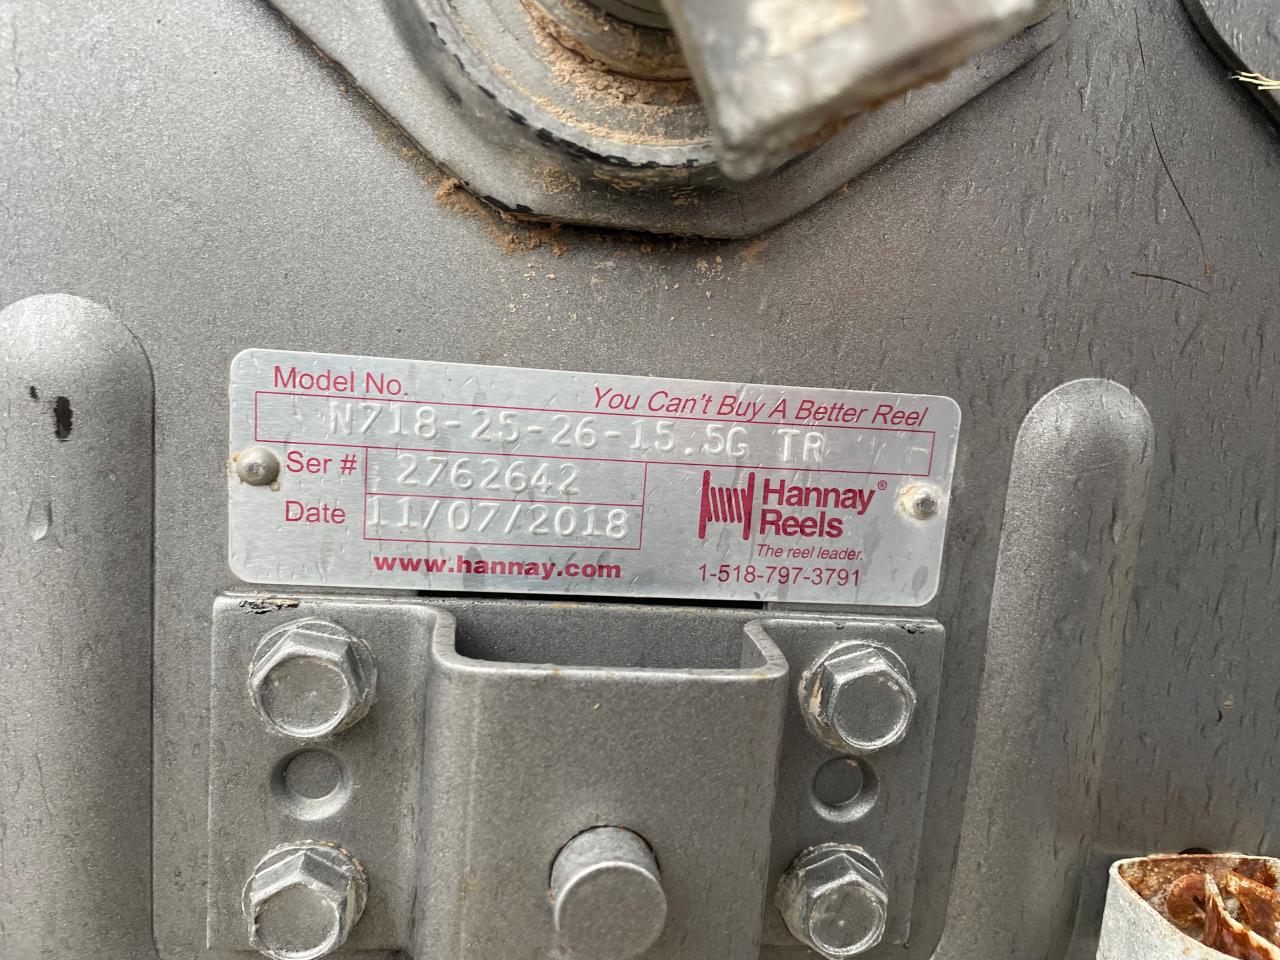 Model No.
You Can't Buy A Better Reel
N718-25-26-15.5G TR
Ser # 2762642
Date 11/07/2018
Hannay®
Reels
The reel leader.
www.hannay.com
1-518-797-3791